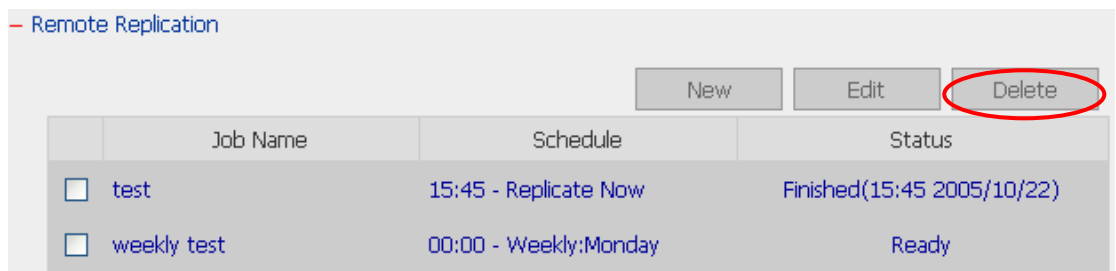 – Remote Replication
New Edit Delete
Job Name Schedule Status
test 15:45 - Replicate Now Finished(15:45 2005/10/22)
weekly test 00:00 - Weekly:Monday Ready